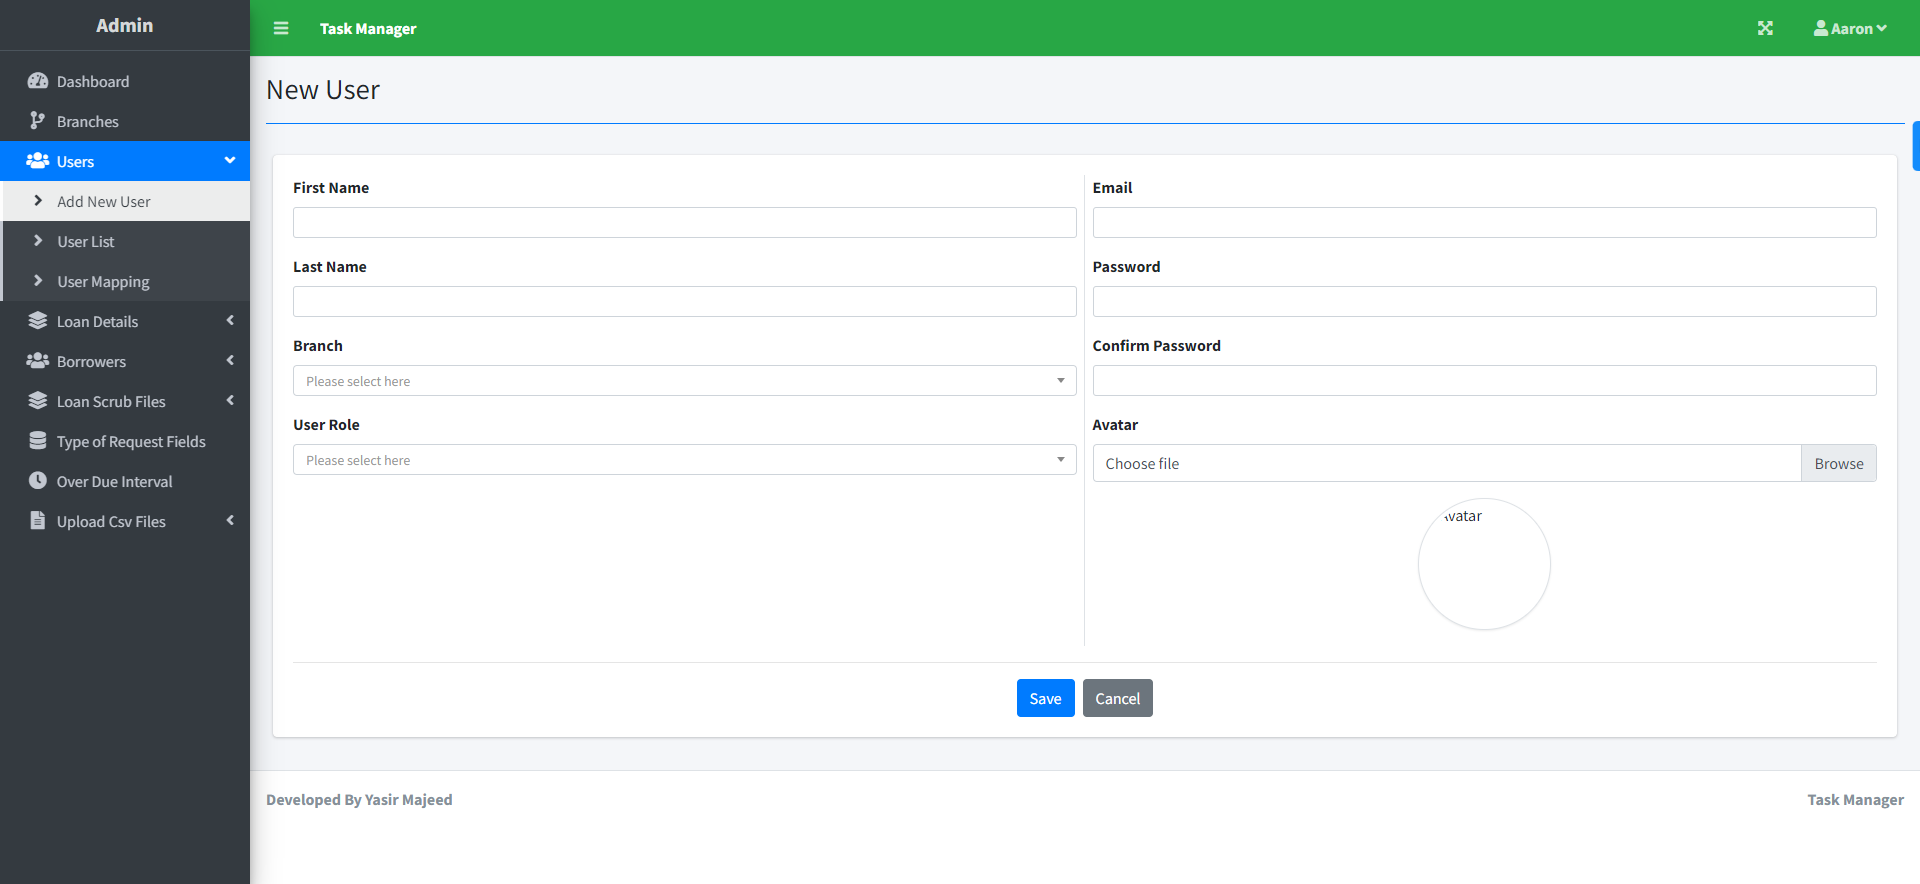 Admin
Dashboard
Branches
Users
Add New User
User List
User Mapping
Loan Details
Borrowers
Loan Scrub Files
Type of Request Fields
Over Due Interval
Upload Csv Files
Task Manager
Aaron
New User
First Name
Last Name
Branch
Please select here
User Role
Please select here
Email
Password
Confirm Password
Avatar
Choose file
Browse
vatar
Save
Cancel
Developed By Yasir Majeed
Task Manager